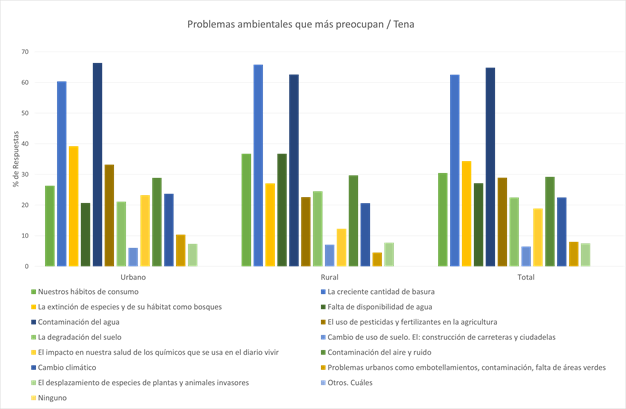 Problemas ambientales que más preocupan / Tena
70
60
50
40
30
20
10
0
% de Respuestas
Urbano Rural Total
Nuestros hábitos de consumo La creciente cantidad de basura
La extinción de especies y de su hábitat como bosques Falta de disponibilidad de agua
Contaminación del agua El uso de pesticidas y fertilizantes en la agricultura
La degradación del suelo Cambio de uso de suelo. El: construcción de carreteras y ciudadelas
El impacto en nuestra salud de los químicos que se usa en el diario vivir Contaminación del aire y ruido
Cambio climático Problemas urbanos como embotellamientos, contaminación, falta de áreas verdes
El desplazamiento de especies de plantas y animales invasores Otros. Cuáles
Ninguno